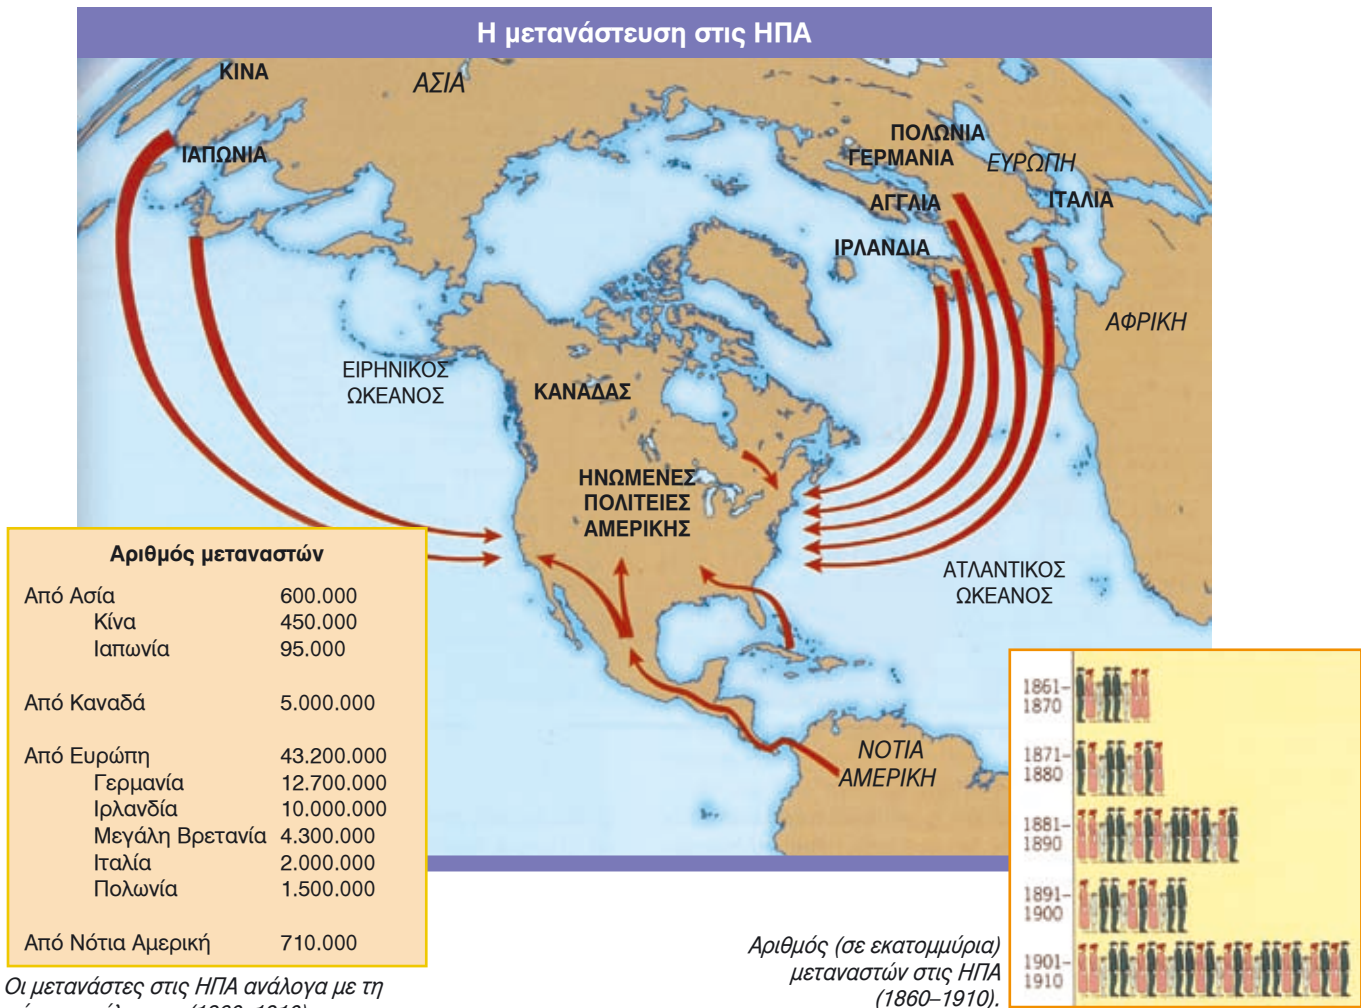 Η μετανάστευση στις ΗΠΑ
ΚΙΝΑ
ΑΣΙΑ
ΙΑΠΩΝΙΑ
ΠΟΛΩΝΙΑ
ΓΕΡΜΑΝΙΑ
ΕΥΡΩΠΗ
ΑΓΓΛΙΑ
ΙΤΑΛΙΑ
ΙΡΛΑΝΔΙΑ
ΑΦΡΙΚΗ
ΕΙΡΗΝΙΚΟΣ
ΩΚΕΑΝΟΣ
ΚΑΝΑΔΑΣ
ΗΝΩΜΕΝΕΣ
ΠΟΛΙΤΕΙΕΣ
ΑΜΕΡΙΚΗΣ
ΑΤΛΑΝΤΙΚΟΣ
ΩΚΕΑΝΟΣ
ΝΟΤΙΑ
ΑΜΕΡΙΚΗ
Αριθμός μεταναστών
Από Ασία 600.000
Κίνα 450.000
Ιαπωνία 95.000
Από Καναδά 5.000.000
Από Ευρώπη 43.200.000
Γερμανία 12.700.000
Ιρλανδία 10.000.000
Μεγάλη Βρετανία 4.300.000
Ιταλία 2.000.000
Πολωνία 1.500.000
Από Νότια Αμερική 710.000
Οι μετανάστες στις ΗΠΑ ανάλογα με τη
1861–
1870
1871–
1880
1881–
1890
1891–
1900
1901–
1910
Αριθμός (σε εκατομμύρια)
μεταναστών στις ΗΠΑ
(1860–1910).